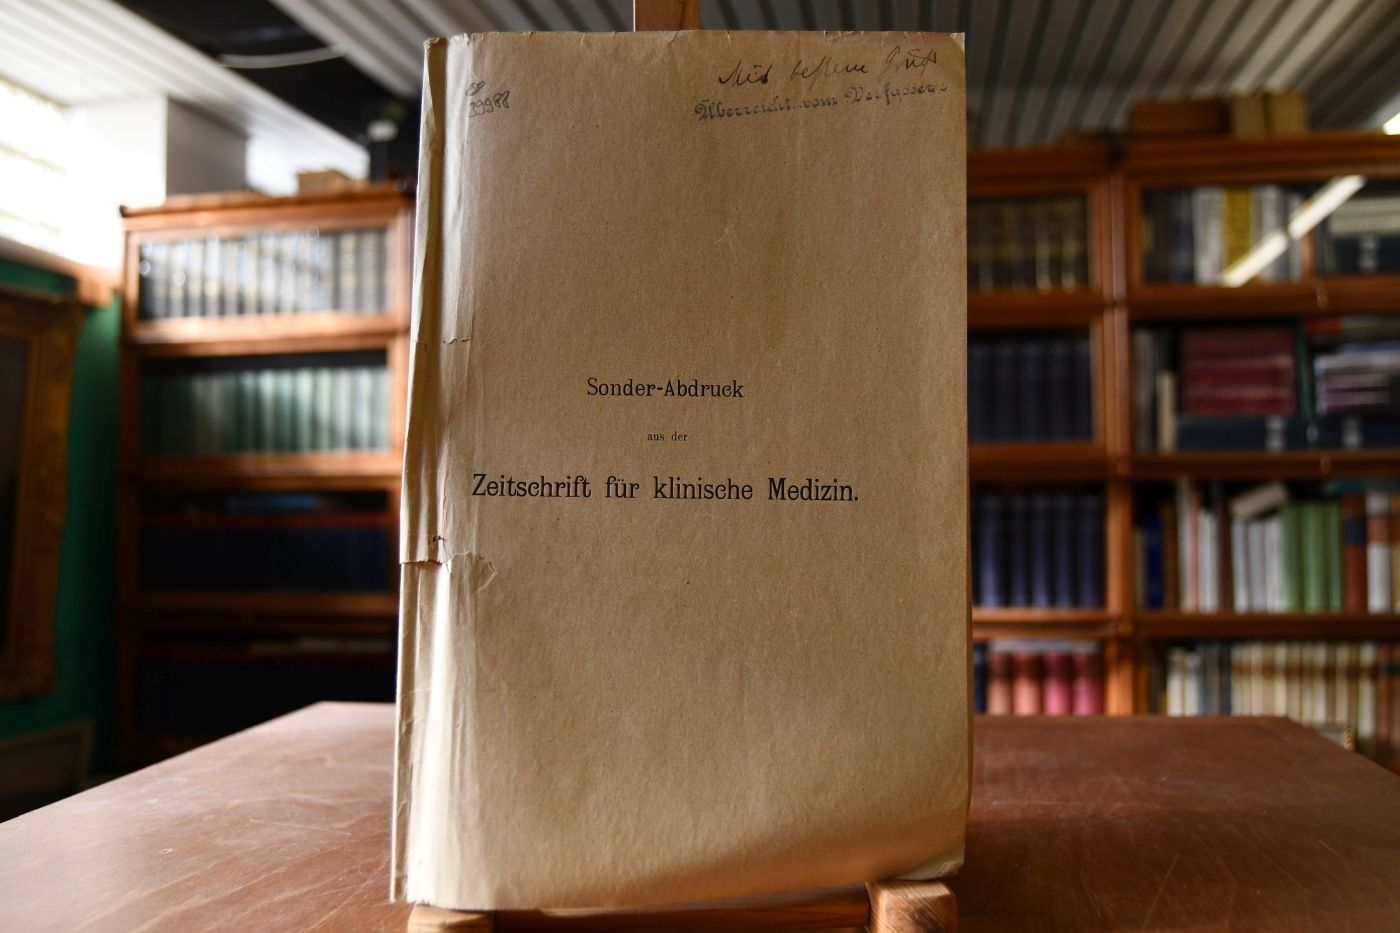 Mit bestem Gruß
Überreicht vom Verfasser.
39988
Sonder-Abdruck
aus der
Zeitschrift für klinische Medizin.